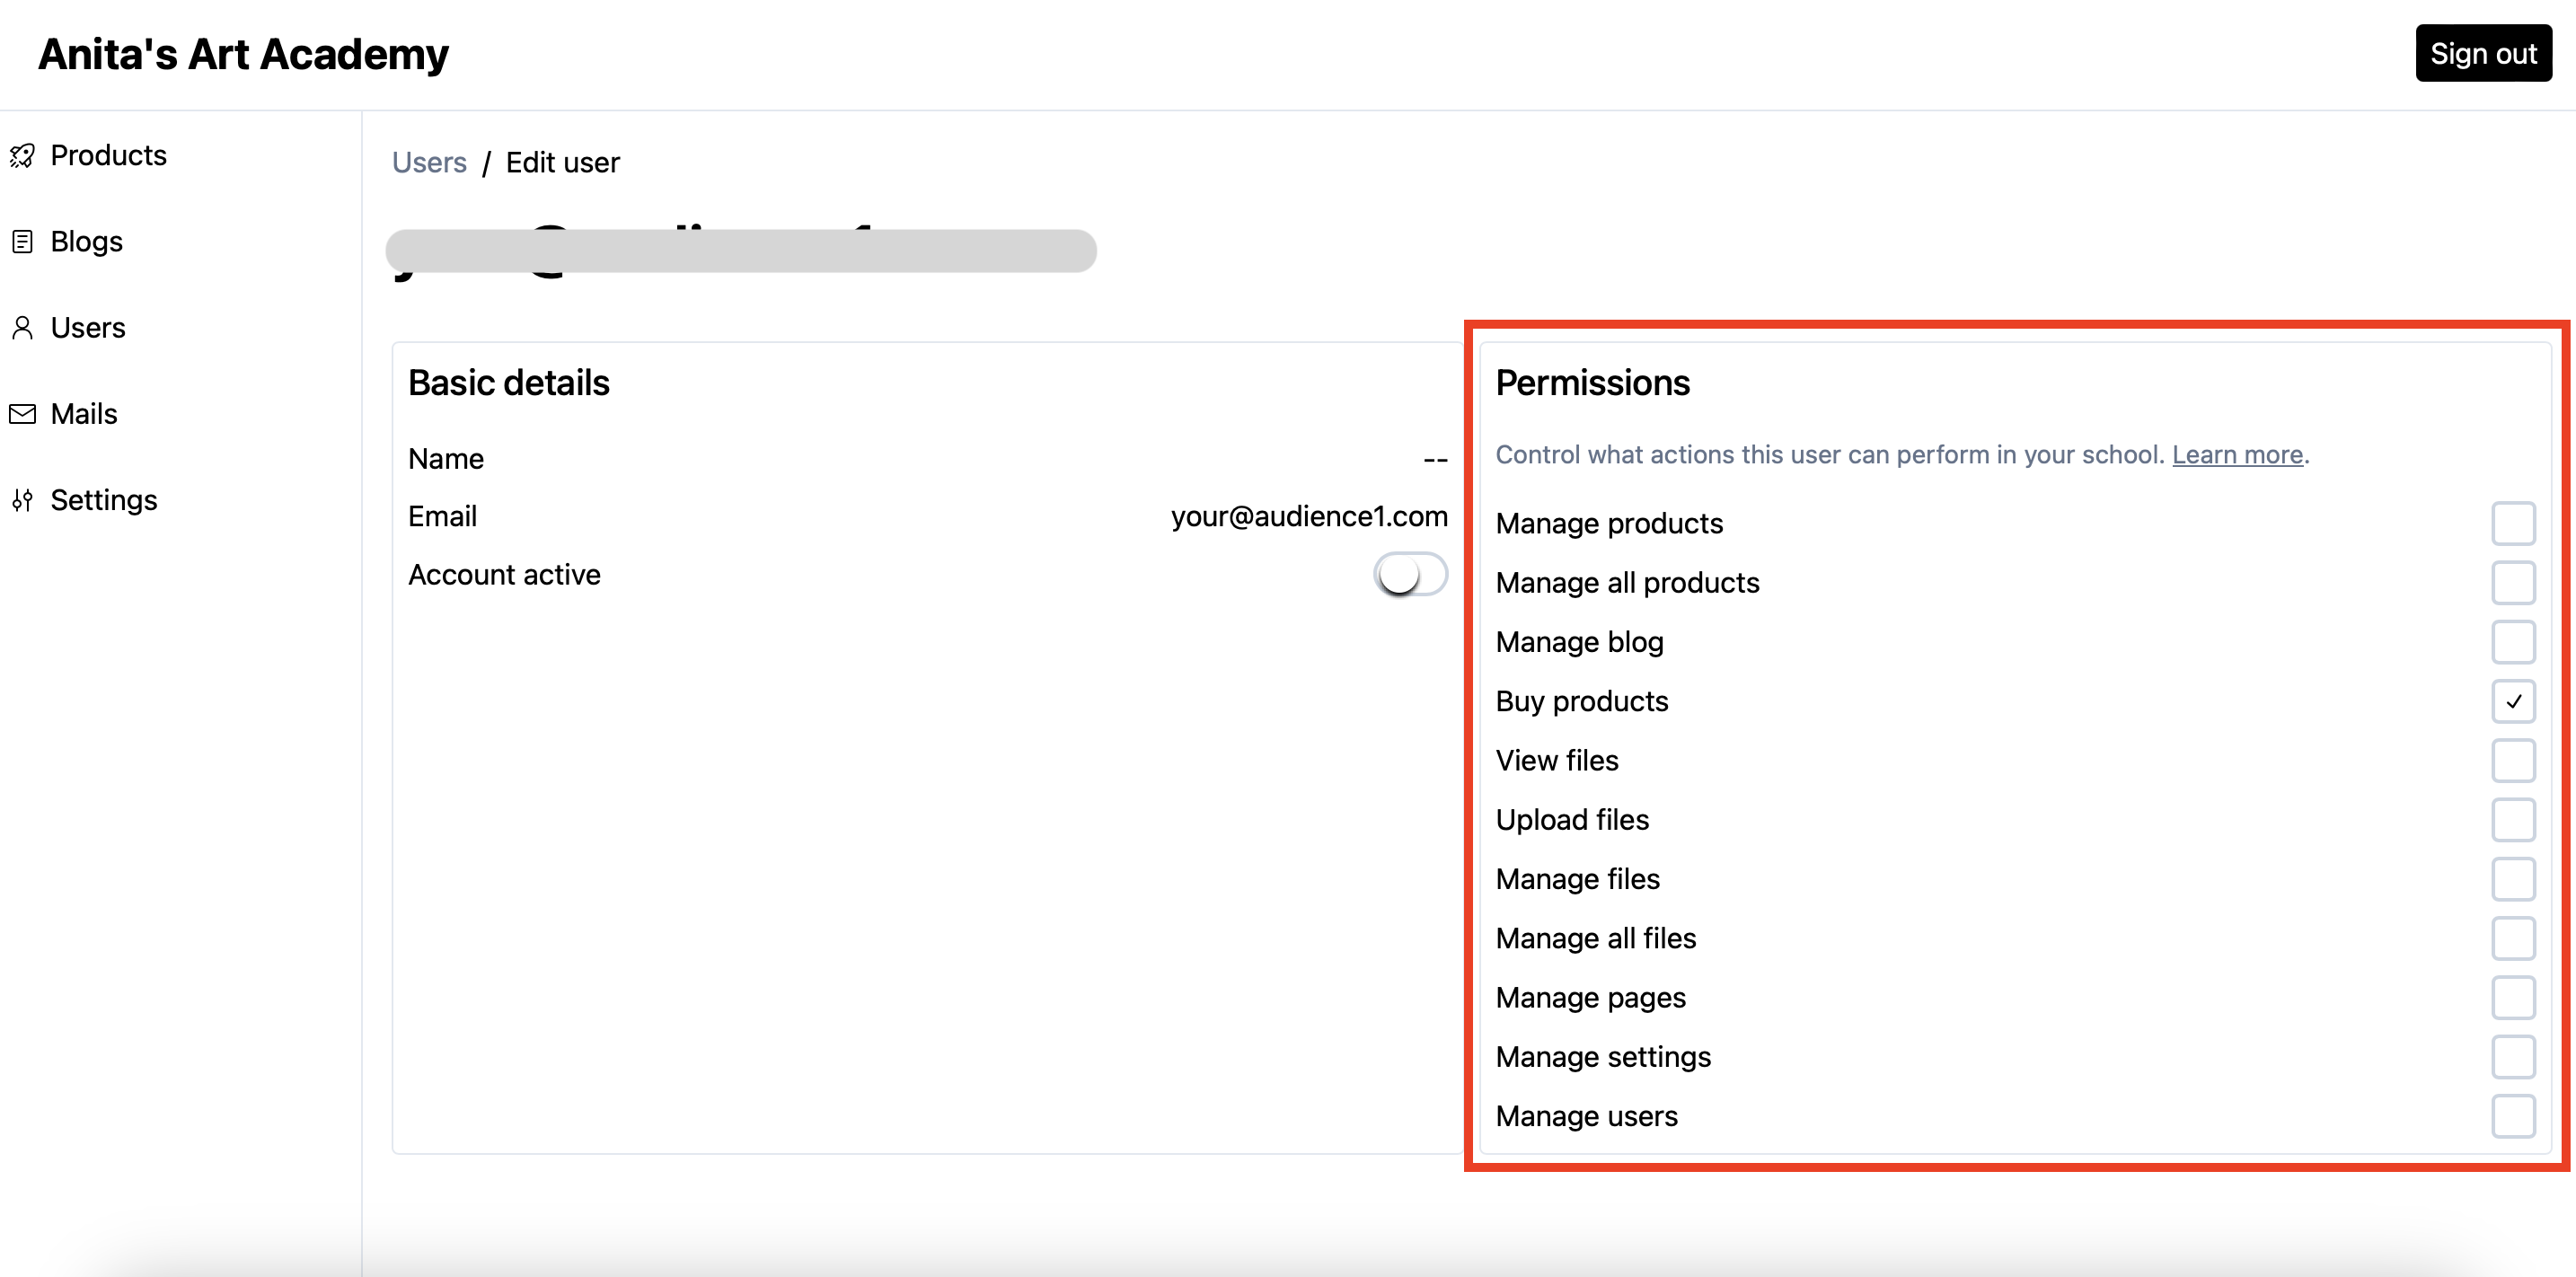 Anita's Art Academy
Sign out
Products
Blogs
Users
Mails
Settings
Users / Edit user
Basic details
Name --
Email your@audience1.com
Account active
Permissions
Control what actions this user can perform in your school. Learn more.
Manage products
Manage all products
Manage blog
Buy products
View files
Upload files
Manage files
Manage all files
Manage pages
Manage settings
Manage users